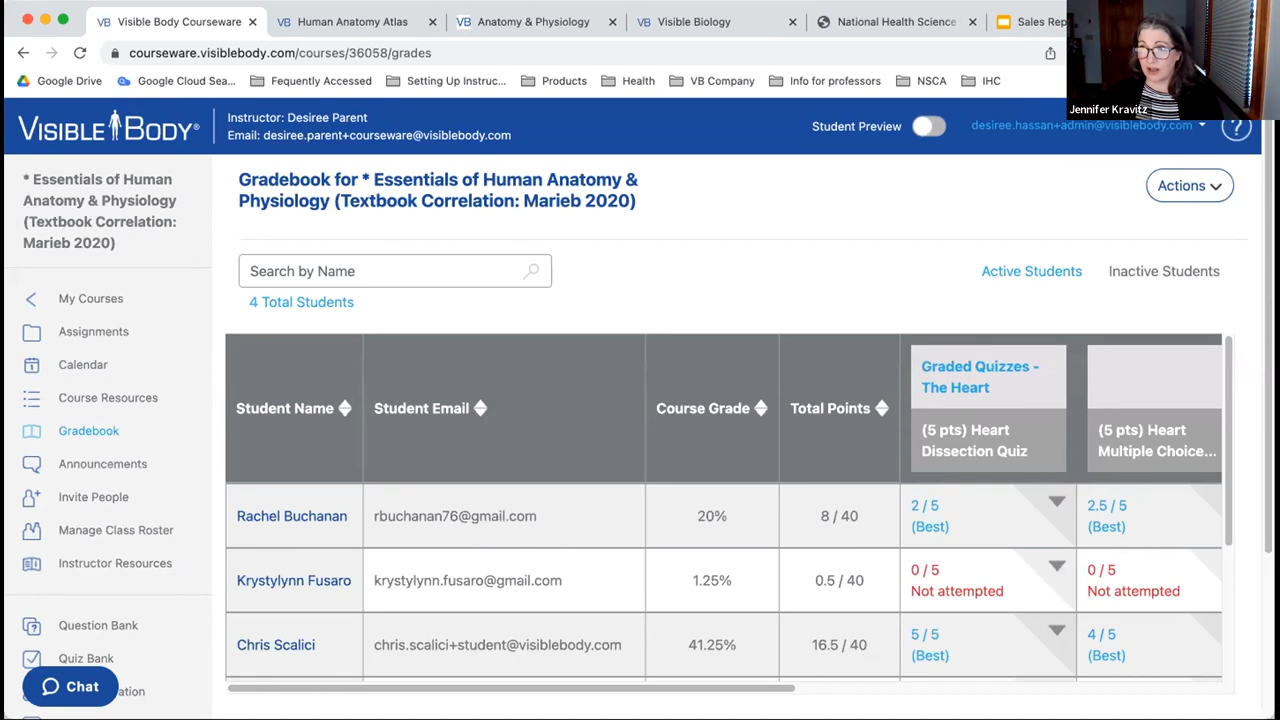 Visible Body Courseware
Human Anatomy Atlas
Anatomy & Physiology
Visible Biology
National Health Science
Sales Rep
courseware.visiblebody.com/courses/36058/grades
Google Drive
Google Cloud Sea...
Fequently Accessed
Setting Up Instruc...
Products
Health
VB Company
Info for professors
NSCA
IHC
Jennifer Kravitz
VISIBLE BODY®
Instructor: Desiree Parent
Email: desiree.parent+courseware@visiblebody.com
Student Preview
desiree.hassan+admin@visiblebody.com
?
* Essentials of Human
Anatomy & Physiology
(Textbook Correlation:
Marieb 2020)
My Courses
Assignments
Calendar
Course Resources
Gradebook
Announcements
Invite People
Manage Class Roster
Instructor Resources
Question Bank
Quiz Bank
ation
Chat
Gradebook for * Essentials of Human Anatomy &
Physiology (Textbook Correlation: Marieb 2020)
Actions
Search by Name
Active Students
Inactive Students
4 Total Students
Student Name
Student Email
Course Grade
Total Points
Graded Quizzes -
The Heart
(5 pts) Heart
Dissection Quiz
(5 pts) Heart
Multiple Choice...
Rachel Buchanan
rbuchanan76@gmail.com
20%
8 / 40
2 / 5
(Best)
2.5 / 5
(Best)
Krystylynn Fusaro
krystylynn.fusaro@gmail.com
1.25%
0.5 / 40
0 / 5
Not attempted
0 / 5
Not attempted
Chris Scalici
chris.scalici+student@visiblebody.com
41.25%
16.5 / 40
5 / 5
(Best)
4 / 5
(Best)